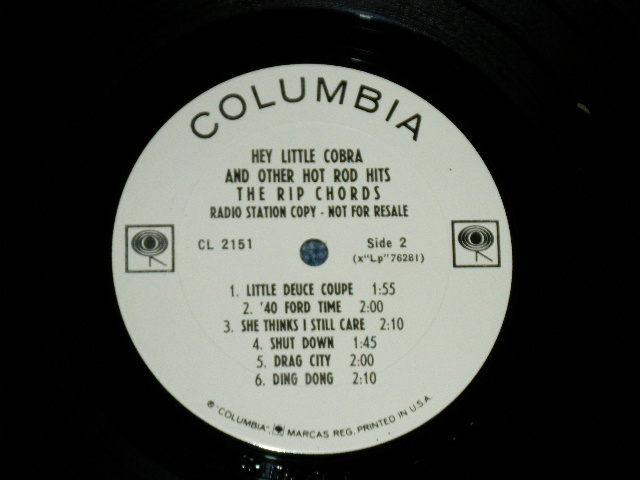 COLUMBIA
HEY LITTLE COBRA
AND OTHER HOT ROD HITS
THE RIP CHORDS
RADIO STATION COPY - NOT FOR RESALE
CL 2151
Side 2
(x"Lp"76281)
1. LITTLE DEUCE COUPE 1:55
2. '40 FORD TIME 2:00
3. SHE THINKS I STILL CARE 2:10
4. SHUT DOWN 1:45
5. DRAG CITY 2:00
6. DING DONG 2:10
℗ "COLUMBIA", MARCAS REG. PRINTED IN U.S.A.